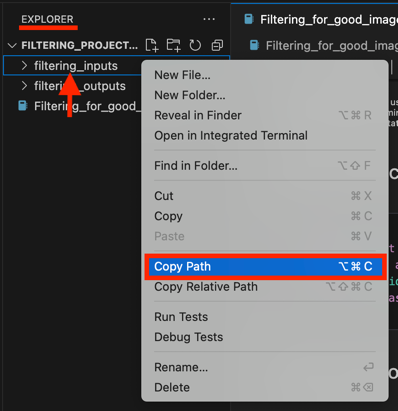 EXPLORER
Filtering_for_good_imag
FILTERING_PROJECT...
Filtering_for_good_imag
filtering_inputs
filtering_outputs
Filtering_for_good_
New File...
New Folder...
Reveal in Finder ⌥⌘R
Open in Integrated Terminal
Find in Folder... ⌥⇧F
Cut ⌘X
Copy ⌘C
Paste ⌘V
Copy Path ⌥⌘C
Copy Relative Path ⌥⇧⌘C
Run Tests
Debug Tests
Rename... ⏎
Delete ⌘⌫